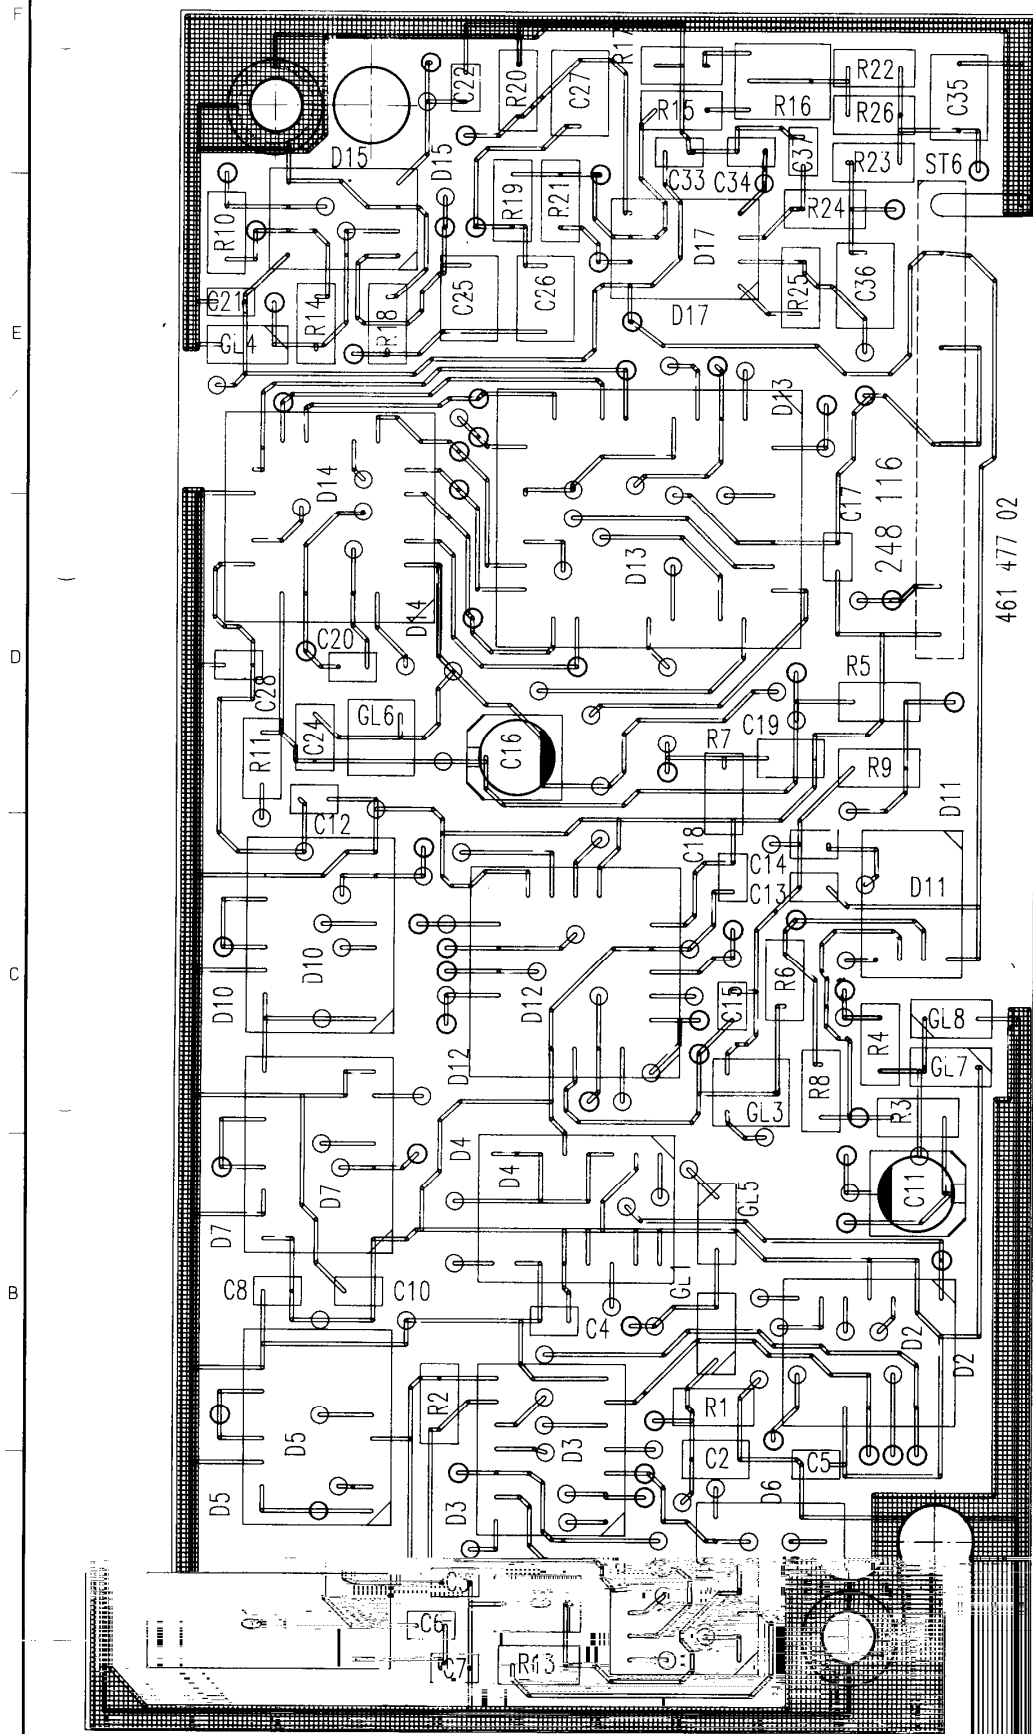 F
R17
C22
R20
C27
R22
C35
R15
R16
R26
D15
D15
C33
C34
C37
R23
ST6
R10
R19
R21
D17
R24
C21
R14
R18
C25
C26
R25
C36
E
GL4
D17
D13
D14
C17
248 116
461 477 02
D13
D14
D
C20
C28
R5
GL6
C24
R11
C16
R7
C19
R9
D11
C12
C18
C14
C13
D11
D10
D10
D12
C
R6
C15
GL8
R4
D12
R8
GL7
GL3
R3
D4
D4
D7
D7
GL5
C11
B
C8
C10
GL1
C4
D2
D2
R2
R1
D5
D3
C2
C5
D5
D3
D6
C6
C7
R13